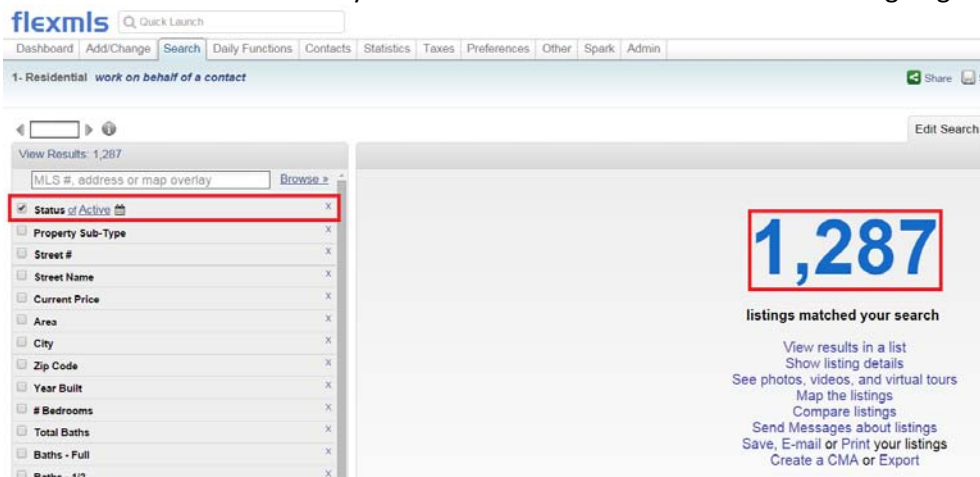 flexmls Quick Launch
Dashboard Add/Change Search Daily Functions Contacts Statistics Taxes Preferences Other Spark Admin
1- Residential work on behalf of a contact Share
Edit Search
View Results: 1,287
MLS #, address or map overlay Browse »
Status of Active x
Property Sub-Type x
Street # x
Street Name x
Current Price x
Area x
City x
Zip Code x
Year Built x
# Bedrooms x
Total Baths x
Baths - Full x
Baths - 1/2 x
1,287
listings matched your search
View results in a list
Show listing details
See photos, videos, and virtual tours
Map the listings
Compare listings
Send Messages about listings
Save, E-mail or Print your listings
Create a CMA or Export